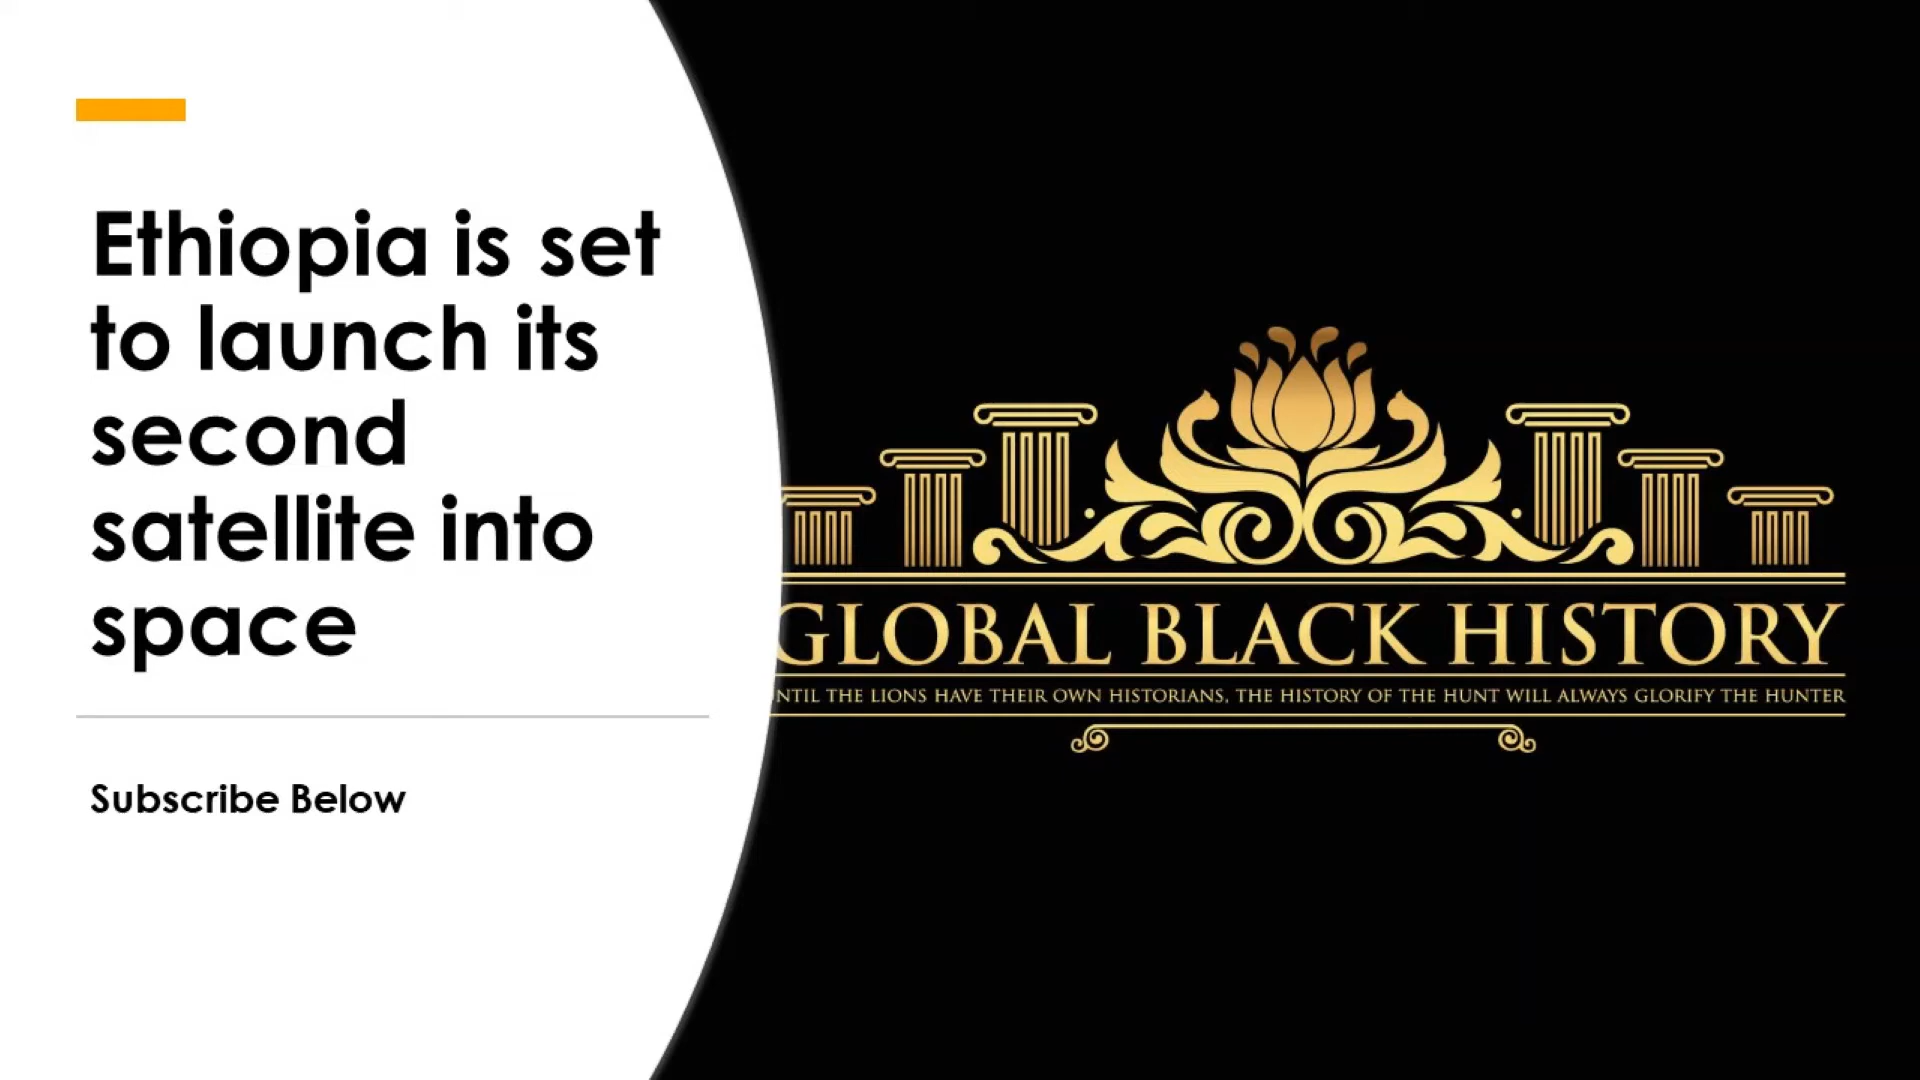 Ethiopia is set
to launch its
second
satellite into
space
Subscribe Below
GLOBAL BLACK HISTORY
NTIL THE LIONS HAVE THEIR OWN HISTORIANS, THE HISTORY OF THE HUNT WILL ALWAYS GLORIFY THE HUNTER